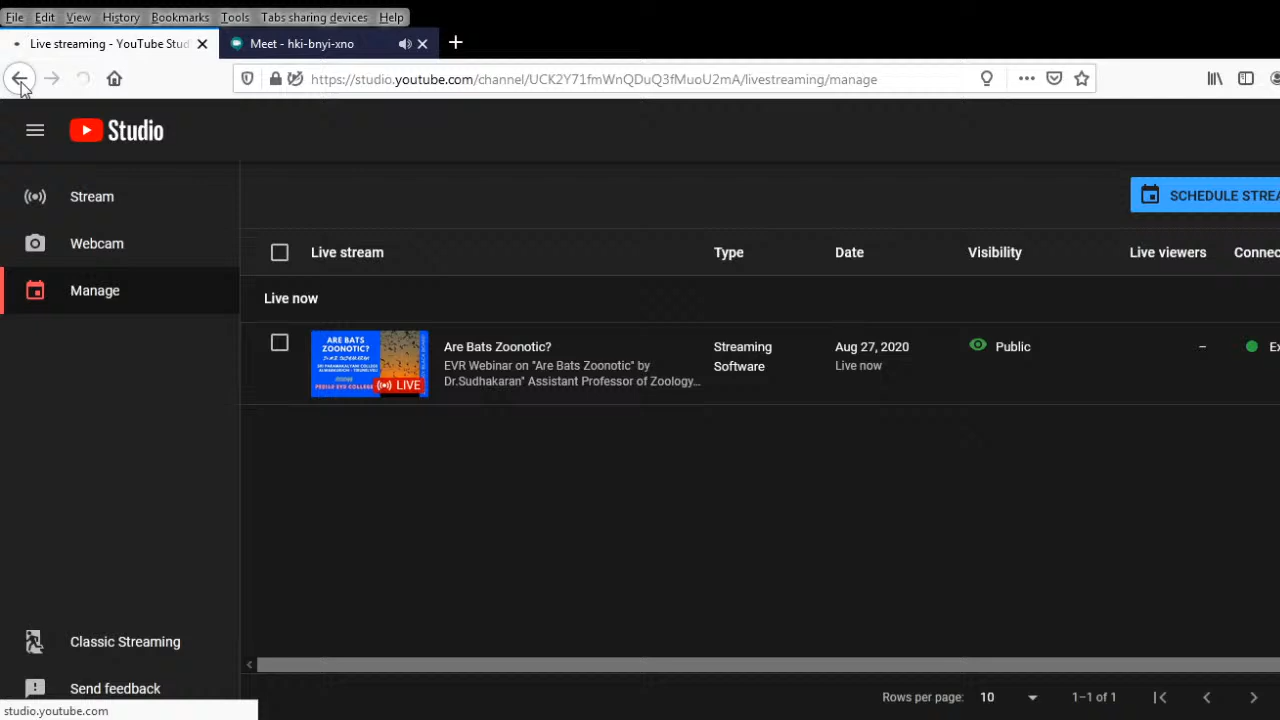 File Edit View History Bookmarks Tools Tabs sharing devices Help
Live streaming - YouTube Stud
Meet - hki-bnyi-xno
https://studio.youtube.com/channel/UCK2Y71fmWnQDuQ3fMuoU2mA/livestreaming/manage
Studio
Stream
Webcam
Manage
Classic Streaming
Send feedback
SCHEDULE STREA
Live stream Type Date Visibility Live viewers Connec
Live now
ARE BATS
ZOONOTIC?
LIVE
Are Bats Zoonotic?
EVR Webinar on "Are Bats Zoonotic" by
Dr.Sudhakaran" Assistant Professor of Zoology...
Streaming
Software
Aug 27, 2020
Live now
Public
–
Ex
Rows per page: 10 1–1 of 1
studio.youtube.com